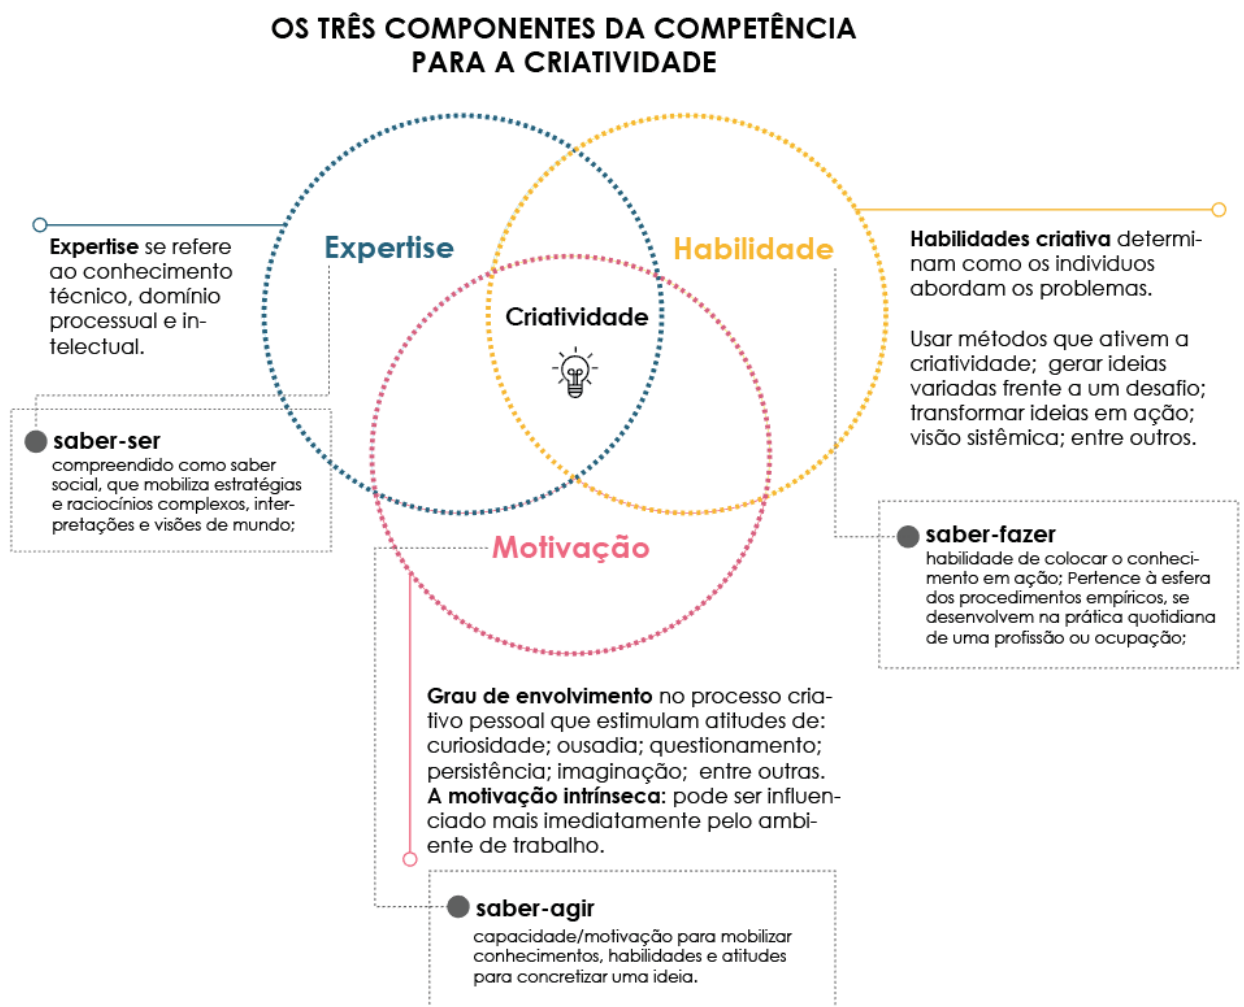 OS TRÊS COMPONENTES DA COMPETÊNCIA
PARA A CRIATIVIDADE
Expertise
Habilidade
Criatividade
Motivação
Expertise se refere
ao conhecimento
técnico, domínio
processual e in-
telectual.
saber-ser
compreendido como saber
social, que mobiliza estratégias
e raciocínios complexos, inter-
pretações e visões de mundo;
Habilidades criativa determi-
nam como os individuos
abordam os problemas.
Usar métodos que ativem a
criatividade; gerar ideias
variadas frente a um desafio;
transformar ideias em ação;
visão sistêmica; entre outros.
saber-fazer
habilidade de colocar o conheci-
mento em ação; Pertence à esfera
dos procedimentos empíricos, se
desenvolvem na prática quotidiana
de uma profissão ou ocupação;
Grau de envolvimento no processo cria-
tivo pessoal que estimulam atitudes de:
curiosidade; ousadia; questionamento;
persistência; imaginação; entre outras.
A motivação intrínseca: pode ser influen-
ciado mais imediatamente pelo ambi-
ente de trabalho.
saber-agir
capacidade/motivação para mobilizar
conhecimentos, habilidades e atitudes
para concretizar uma ideia.